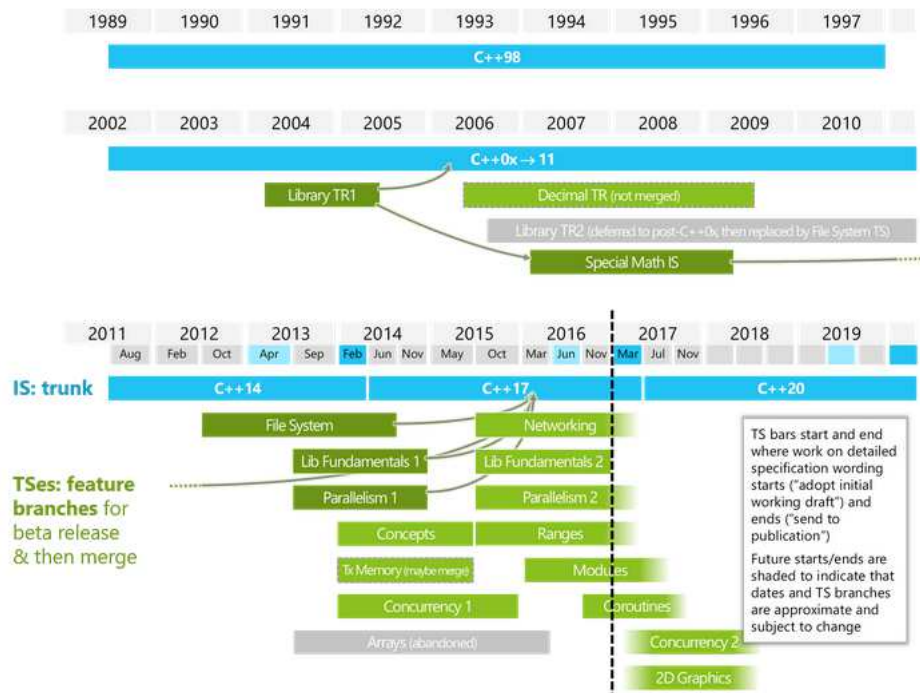 1989 1990 1991 1992 1993 1994 1995 1996 1997
C++98
2002 2003 2004 2005 2006 2007 2008 2009 2010
C++0x → 11
Library TR1 Decimal TR (not merged)
Library TR2 (deferred to post-C++0x, then replaced by File System TS)
Special Math IS
2011 2012 2013 2014 2015 2016 2017 2018 2019
Aug Feb Oct Apr Sep Feb Jun Nov May Oct Mar Jun Nov Mar Jul Nov
IS: trunk C++14 C++17 C++20
File System Networking
Lib Fundamentals 1 Lib Fundamentals 2
Parallelism 1 Parallelism 2
Concepts Ranges
Tx Memory (maybe merge) Modules
Concurrency 1 Coroutines
Arrays (abandoned) Concurrency 2
2D Graphics
TSes: feature
branches for
beta release
& then merge
TS bars start and end
where work on detailed
specification wording
starts ("adopt initial
working draft") and
ends ("send to
publication")
Future starts/ends are
shaded to indicate that
dates and TS branches
are approximate and
subject to change